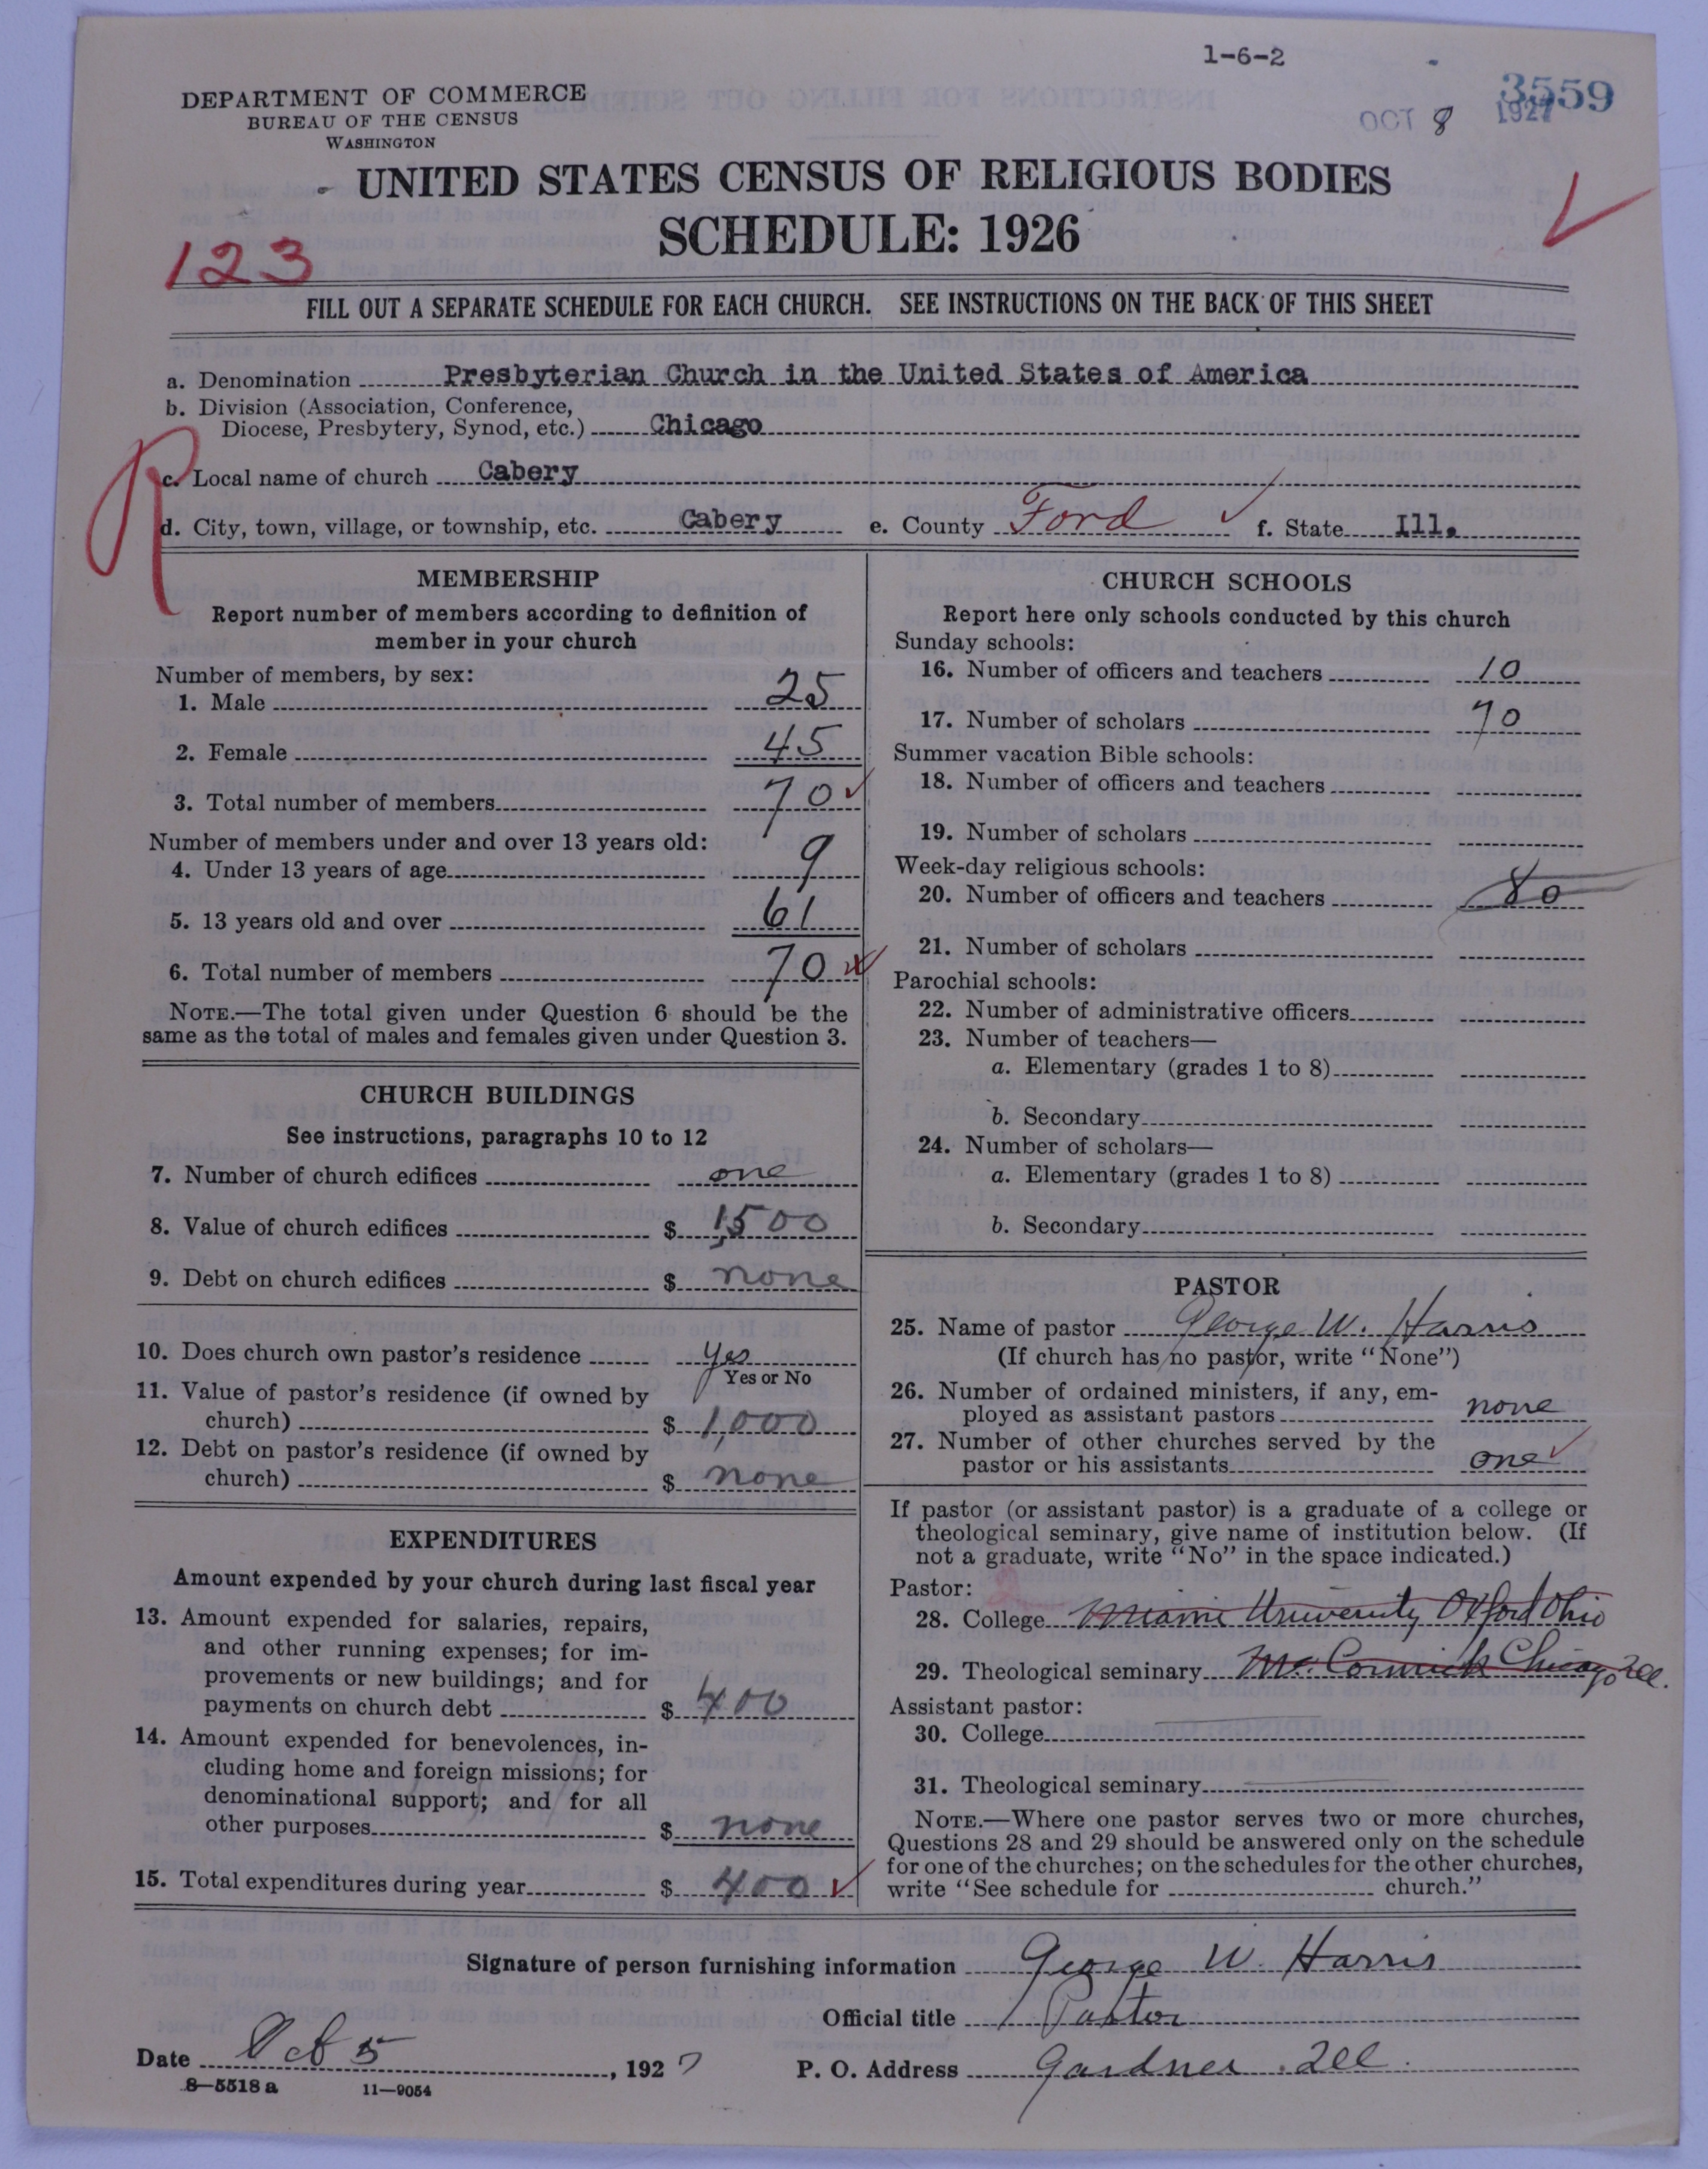 1-6-2
3559
OCT 8 1927
DEPARTMENT OF COMMERCE
BUREAU OF THE CENSUS
WASHINGTON
UNITED STATES CENSUS OF RELIGIOUS BODIES
SCHEDULE: 1926
123
FILL OUT A SEPARATE SCHEDULE FOR EACH CHURCH. SEE INSTRUCTIONS ON THE BACK OF THIS SHEET
a. Denomination Presbyterian Church in the United States of America
b. Division (Association, Conference,
Diocese, Presbytery, Synod, etc.) Chicago
R
c. Local name of church Cabery
d. City, town, village, or township, etc. Cabery e. County Ford f. State Ill.
MEMBERSHIP
Report number of members according to definition of
member in your church
Number of members, by sex:
1. Male 25
2. Female 45
3. Total number of members 70
Number of members under and over 13 years old:
4. Under 13 years of age 9
5. 13 years old and over 61
6. Total number of members 70
NOTE.—The total given under Question 6 should be the
same as the total of males and females given under Question 3.
CHURCH BUILDINGS
See instructions, paragraphs 10 to 12
7. Number of church edifices one
8. Value of church edifices $ 1,500
9. Debt on church edifices $ none
10. Does church own pastor's residence yes
Yes or No
11. Value of pastor's residence (if owned by
church) $ 1,000
12. Debt on pastor's residence (if owned by
church) $ none
EXPENDITURES
Amount expended by your church during last fiscal year
13. Amount expended for salaries, repairs,
and other running expenses; for im-
provements or new buildings; and for
payments on church debt $ 400
14. Amount expended for benevolences, in-
cluding home and foreign missions; for
denominational support; and for all
other purposes $ none
15. Total expenditures during year $ 400
CHURCH SCHOOLS
Report here only schools conducted by this church
Sunday schools:
16. Number of officers and teachers 10
17. Number of scholars 70
Summer vacation Bible schools:
18. Number of officers and teachers
19. Number of scholars
Week-day religious schools:
20. Number of officers and teachers 80
21. Number of scholars
Parochial schools:
22. Number of administrative officers
23. Number of teachers—
a. Elementary (grades 1 to 8)
b. Secondary
24. Number of scholars—
a. Elementary (grades 1 to 8)
b. Secondary
PASTOR
25. Name of pastor George W. Harris
(If church has no pastor, write "None")
26. Number of ordained ministers, if any, em-
ployed as assistant pastors none
27. Number of other churches served by the
pastor or his assistants one
If pastor (or assistant pastor) is a graduate of a college or
theological seminary, give name of institution below. (If
not a graduate, write "No" in the space indicated.)
Pastor:
28. College Miami University Oxford Ohio
29. Theological seminary McCormick Chicago Ill.
Assistant pastor:
30. College
31. Theological seminary
NOTE.—Where one pastor serves two or more churches,
Questions 28 and 29 should be answered only on the schedule
for one of the churches; on the schedules for the other churches,
write "See schedule for church."
Signature of person furnishing information George W. Harris
Official title Pastor
Date Oct 5, 1927 P. O. Address Gardner Ill.
8—5518 a 11—9054